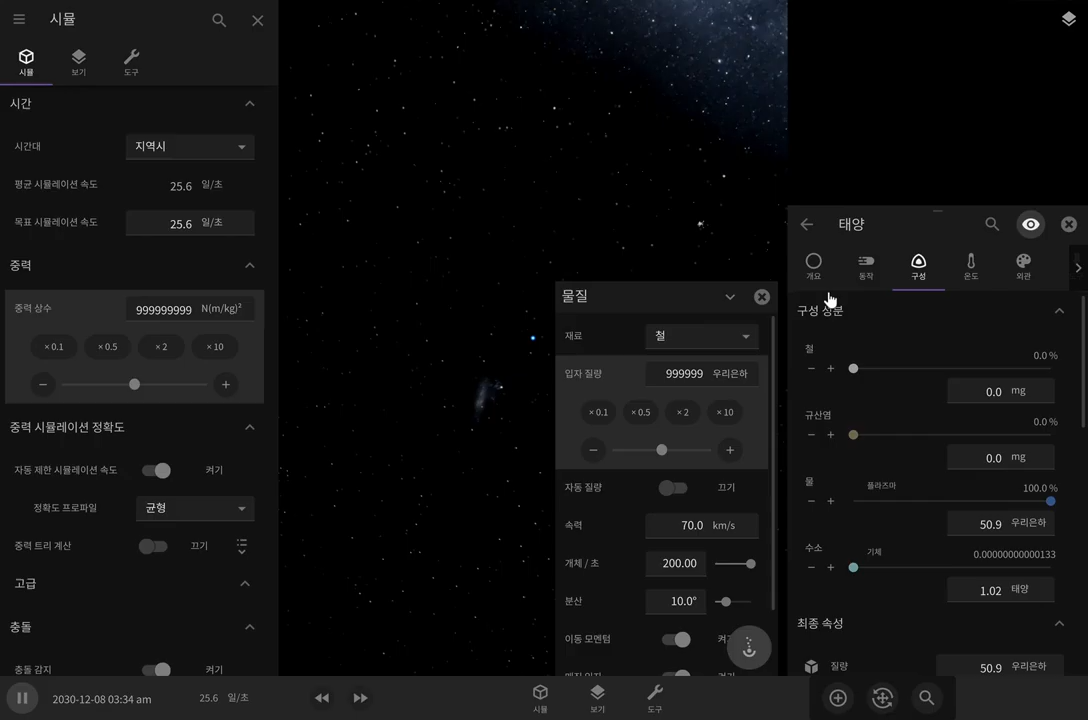 시뮬
시뮬
보기
도구
시간
시간대
지역시
평균 시뮬레이션 속도
25.6 일/초
목표 시뮬레이션 속도
25.6 일/초
중력
중력 상수
999999999 N(m/kg)²
× 0.1
× 0.5
× 2
× 10
중력 시뮬레이션 정확도
자동 제한 시뮬레이션 속도
켜기
정확도 프로파일
균형
중력 트리 계산
끄기
고급
충돌
충돌 감지
켜기
물질
재료
철
입자 질량
999999 우리은하
× 0.1
× 0.5
× 2
× 10
자동 질량
끄기
속력
70.0 km/s
개체 / 초
200.00
분산
10.0°
이동 모멘텀
태양
개요
동작
구성
온도
외관
구성 성분
철
0.0 %
0.0 mg
규산염
0.0 %
0.0 mg
물
플라즈마
100.0 %
50.9 우리은하
수소
기체
0.00000000000133
1.02 태양
최종 속성
질량
50.9 우리은하
2030-12-08 03:34 am
25.6 일/초
시뮬
보기
도구